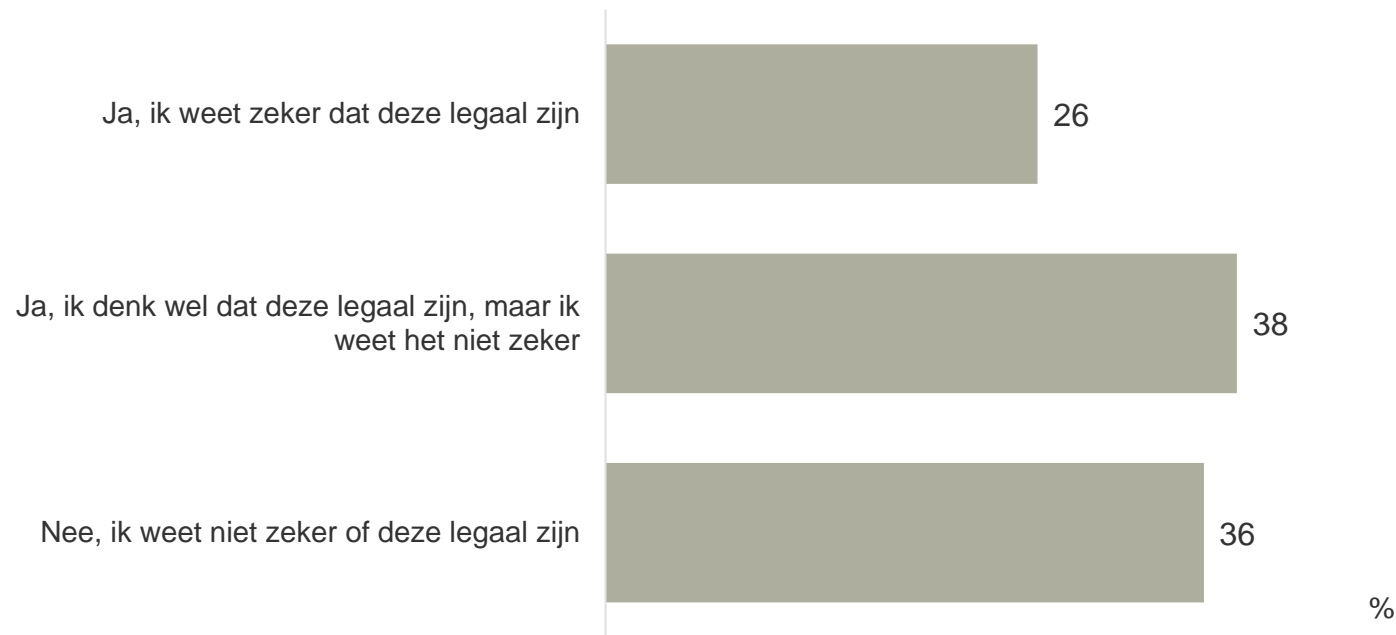 Ja, ik weet zeker dat deze legaal zijn
26
Ja, ik denk wel dat deze legaal zijn, maar ik
weet het niet zeker
38
Nee, ik weet niet zeker of deze legaal zijn
36
%